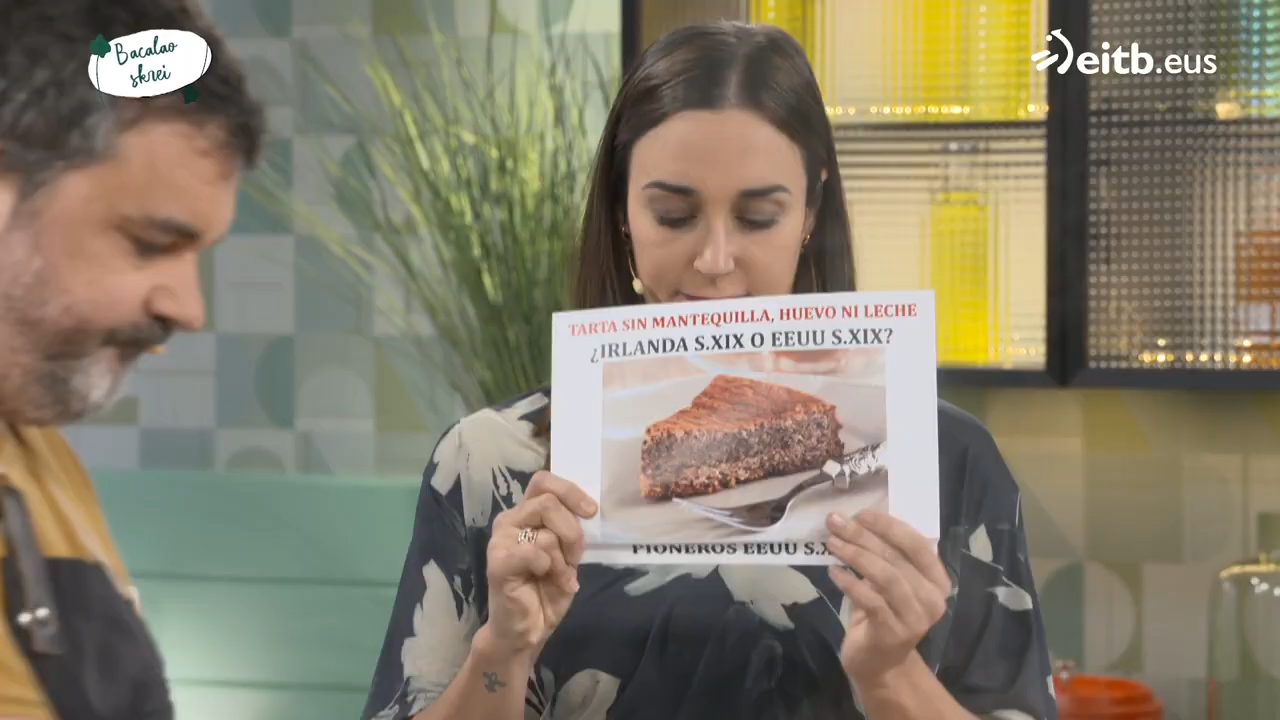 Bacalao
skrei
eitb.eus
TARTA SIN MANTEQUILLA, HUEVO NI LECHE
¿IRLANDA S.XIX O EEUU S.XIX?
PIONEROS EEUU